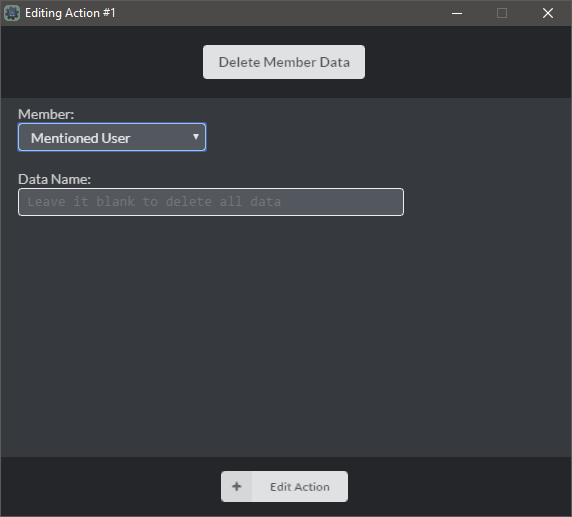 Editing Action #1
Delete Member Data
Member:
Mentioned User
Data Name:
Leave it blank to delete all data
Edit Action